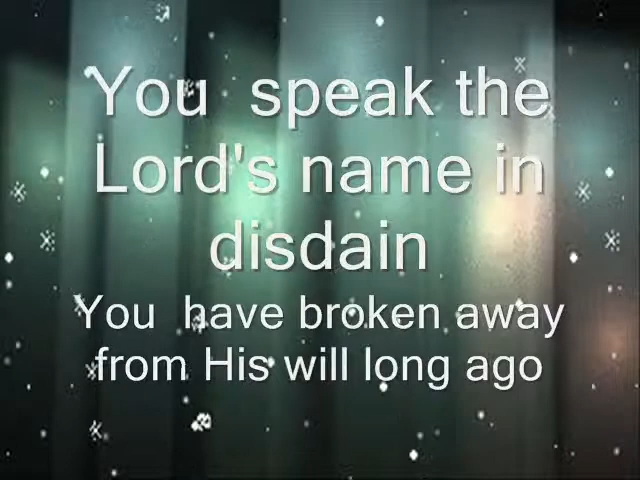 You  speak the
Lord's name in
disdain
You  have broken away
from His will long ago